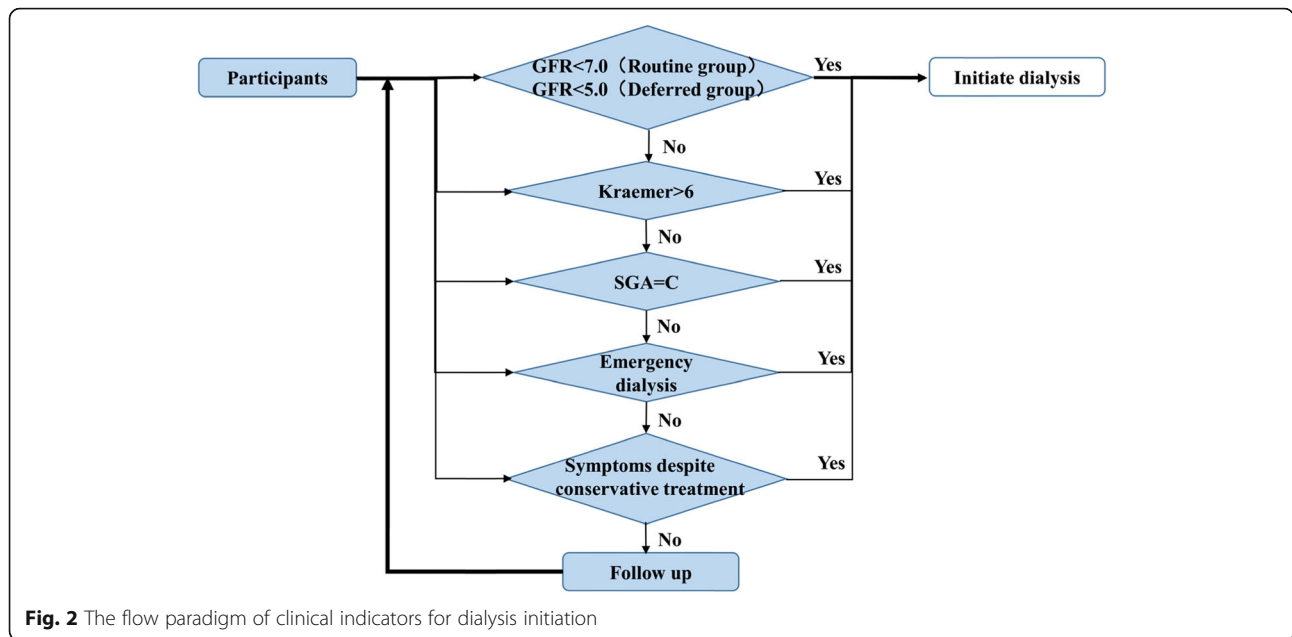 Participants
GFR<7.0（Routine group）
GFR<5.0（Deferred group）
Yes
Initiate dialysis
No
Kraemer>6
Yes
No
SGA=C
Yes
No
Emergency
dialysis
Yes
No
Symptoms despite
conservative treatment
Yes
No
Follow up
Fig. 2 The flow paradigm of clinical indicators for dialysis initiation